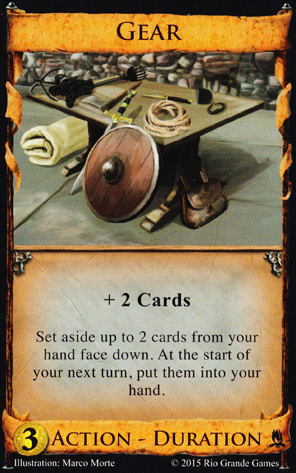 GEAR
+ 2 Cards
Set aside up to 2 cards from your
hand face down. At the start of
your next turn, put them into your
hand.
3 ACTION - DURATION
Illustration: Marco Morte © 2015 Rio Grande Games